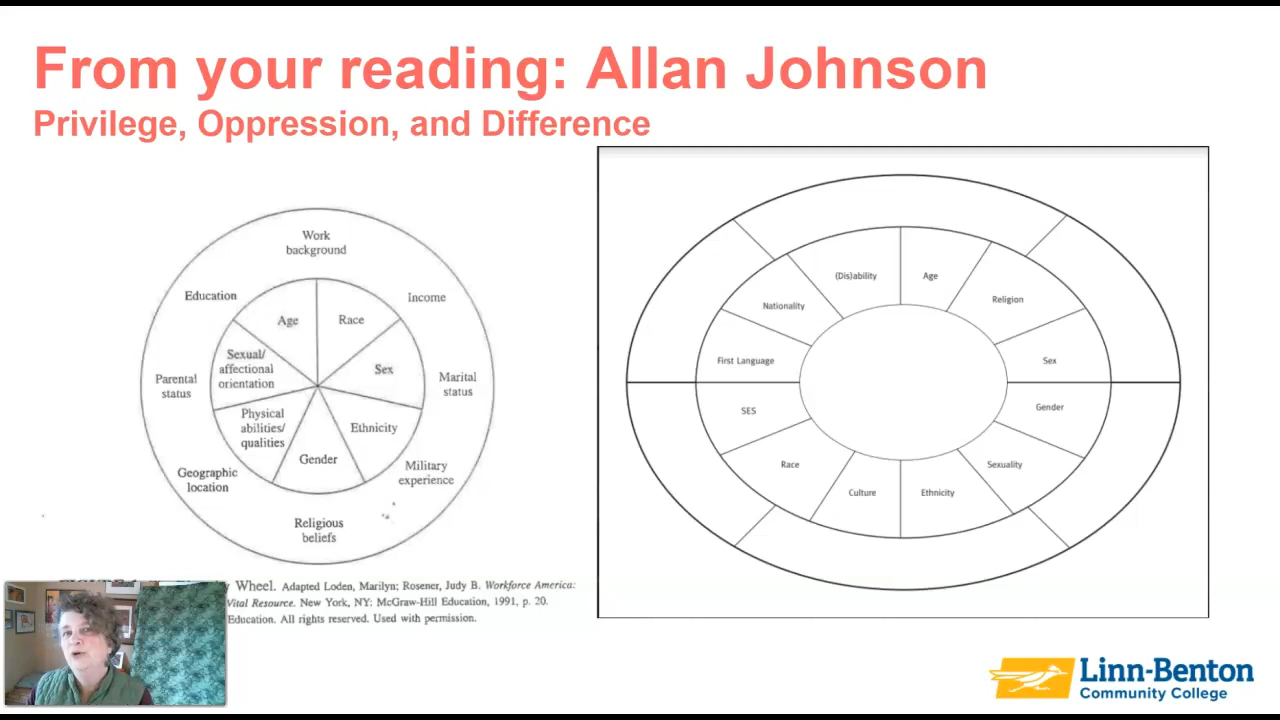 From your reading: Allan Johnson
Privilege, Oppression, and Difference
Work
background
Education
Income
Age
Race
Sexual/
affectional
orientation
Sex
Parental
status
Marital
status
Physical
abilities/
qualities
Ethnicity
Gender
Geographic
location
Military
experience
Religious
beliefs
Wheel. Adapted Loden, Marilyn; Rosener, Judy B. Workforce America:
Vital Resource. New York, NY: McGraw-Hill Education, 1991, p. 20.
Education. All rights reserved. Used with permission.
(Dis)ability
Age
Nationality
Religion
First Language
Sex
SES
Gender
Race
Sexuality
Culture
Ethnicity
Linn-Benton
Community College